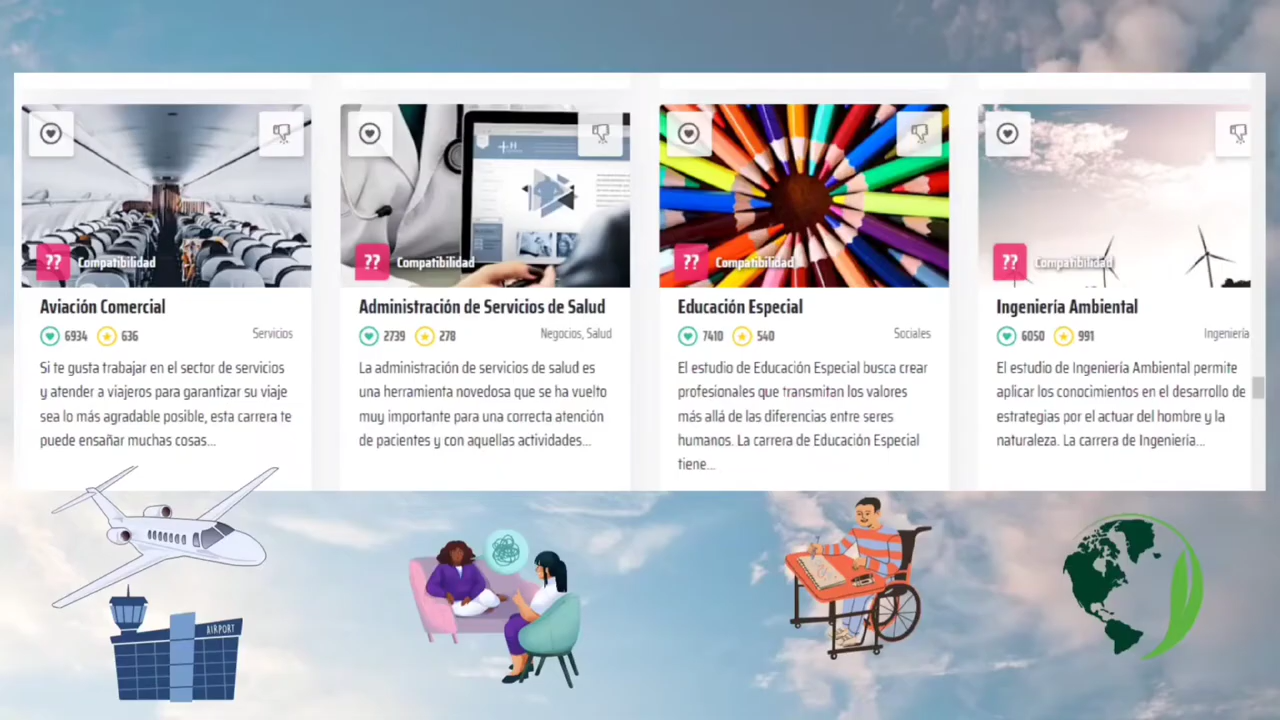 ?? Compatibilidad
Aviación Comercial
6934 636 Servicios
Si te gusta trabajar en el sector de servicios
y atender a viajeros para garantizar su viaje
sea lo más agradable posible, esta carrera te
puede ensañar muchas cosas...
+H
?? Compatibilidad
Administración de Servicios de Salud
2739 278 Negocios, Salud
La administración de servicios de salud es
una herramienta novedosa que se ha vuelto
muy importante para una correcta atención
de pacientes y con aquellas actividades...
?? Compatibilidad
Educación Especial
7410 540 Sociales
El estudio de Educación Especial busca crear
profesionales que transmitan los valores
más allá de las diferencias entre seres
humanos. La carrera de Educación Especial
tiene...
?? Compatibilidad
Ingeniería Ambiental
6050 991 Ingeniería
El estudio de Ingeniería Ambiental permite
aplicar los conocimientos en el desarrollo de
estrategias por el actuar del hombre y la
naturaleza. La carrera de Ingeniería...
AIRPORT